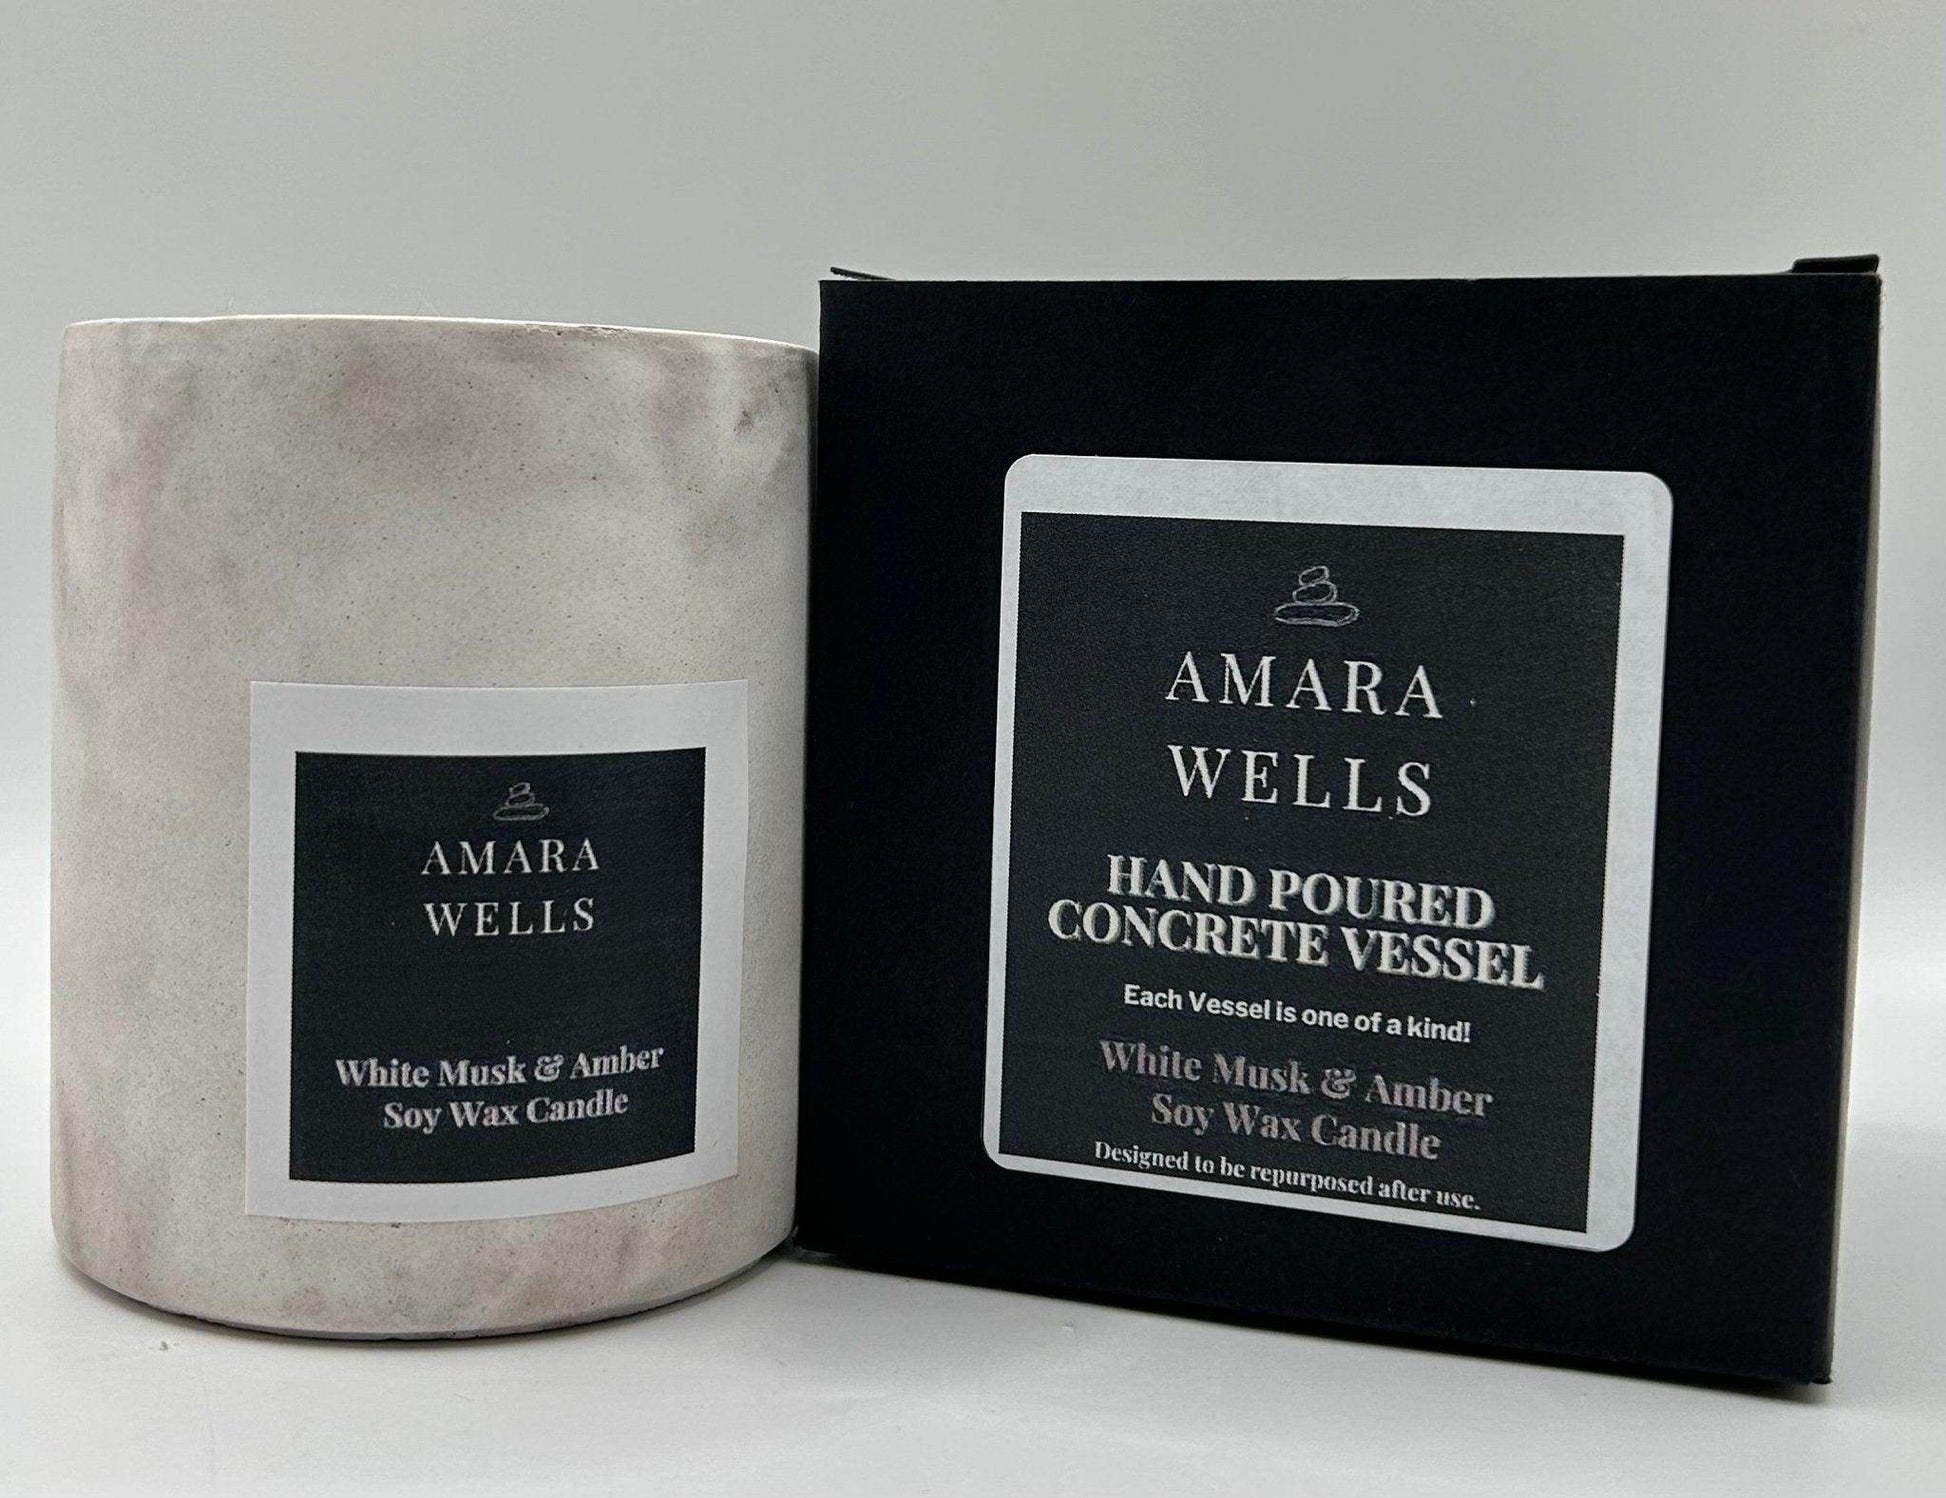 AMARA
WELLS
White Musk & Amber
Soy Wax Candle
AMARA
WELLS
HAND POURED
CONCRETE VESSEL
Each Vessel is one of a kind!
White Musk & Amber
Soy Wax Candle
Designed to be repurposed after use.